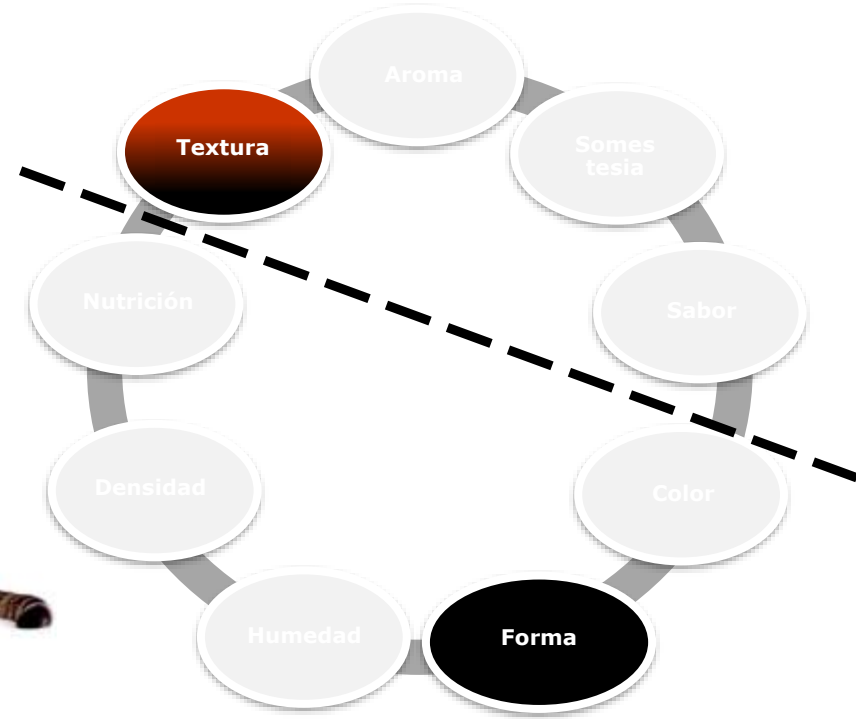 Aroma
Textura
Somes
tesia
Nutrición
Sabor
Densidad
Color
Humedad
Forma